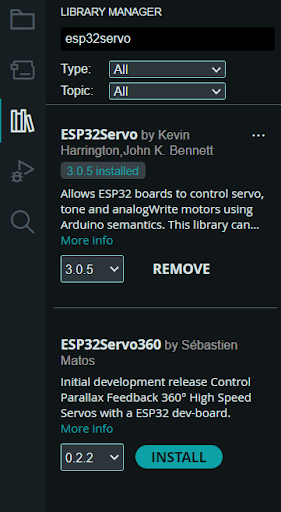 LIBRARY MANAGER
esp32servo
Type: All
Topic: All
ESP32Servo by Kevin
Harrington,John K. Bennett
3.0.5 installed
Allows ESP32 boards to control servo,
tone and analogWrite motors using
Arduino semantics. This library can...
More info
3.0.5 REMOVE
ESP32Servo360 by Sébastien
Matos
Initial development release Control
Parallax Feedback 360° High Speed
Servos with a ESP32 dev-board.
More info
0.2.2 INSTALL